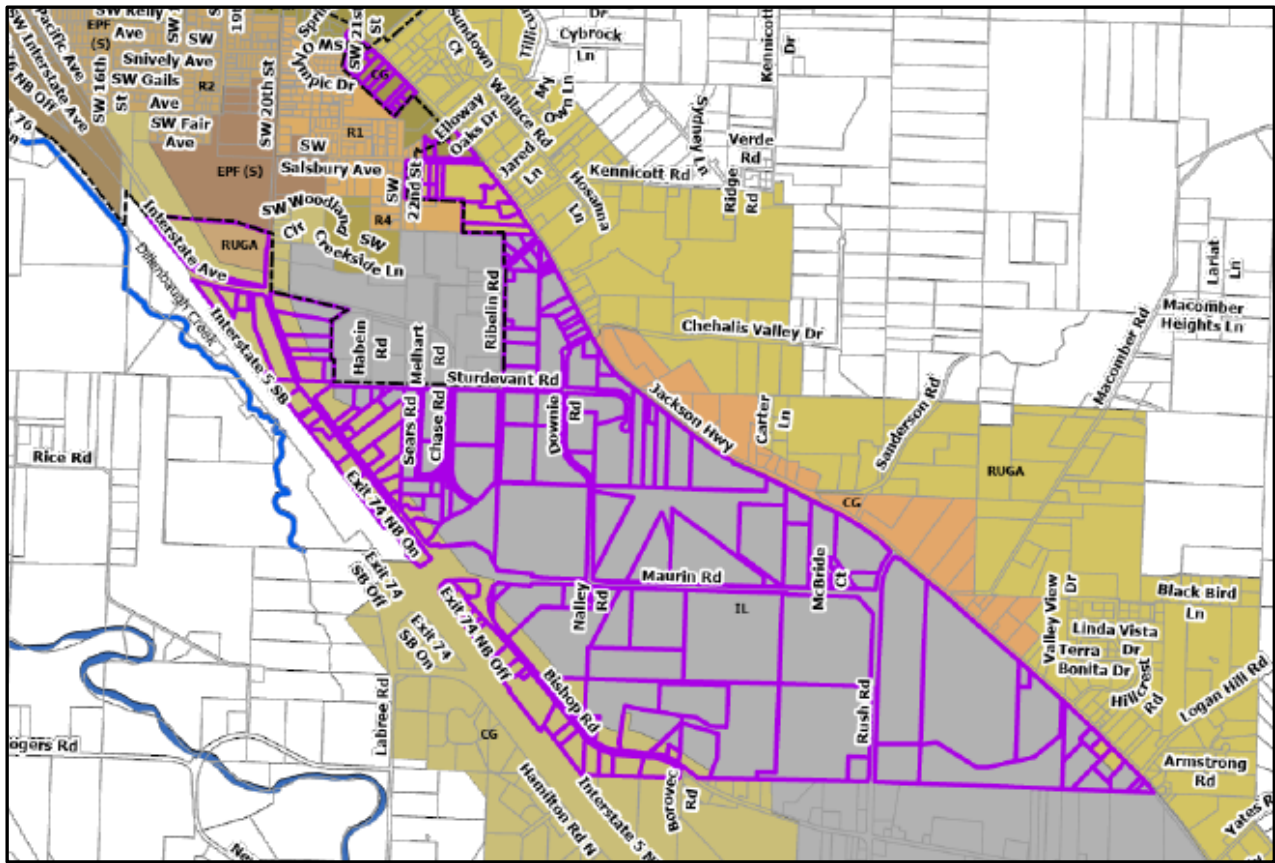 SW Kelly
Ave
EPF
(S)
SW
19th
SW 16th
St
Snively Ave
SW Gails
Ave
R2
SW Fair
Ave
SW 20th St
SW 21st
St
O Ms
CG
R1
SW
Salsbury Ave
EPF (S)
SW
22nd St
R4
SW Woodland
Cir
SW
Creekside Ln
RUGA
Pacific Ave
SW Interstate Ave
76 NB Off
76
Interstate Ave
Dillenbaugh Creek
Interstate 5 SB
Sundown
Ct
Tillic
Dr
Cybrock
Ln
My
Own Ln
Wallace Rd
Elloway
Oaks Dr
Jared
Ln
Hosanna
Ln
Kennicott
Dr
Sydney Ln
Verde
Rd
Kennicott Rd
Ridge
Rd
Lariat
Ln
Macomber
Heights Ln
Macomber Rd
Chehalis Valley Dr
Habein
Rd
Melhart
Rd
Ribelin Rd
Sturdevant Rd
Sears Rd
Chase Rd
Downie
Rd
Jackson Hwy
Carter
Ln
Sanderson Rd
RUGA
CG
Rice Rd
Exit 74 NB On
Exit 74
SB Off
Exit 74
SB On
Exit 74 NB Off
Maurin Rd
Nalley
Rd
McBride
Ct
IL
Valley View
Dr
Black Bird
Ln
Linda Vista
Terra Dr
Bonita Dr
Hillcrest
Rd
Logan Hill Rd
Bishop Rd
Rush Rd
Labree Rd
CG
ogers Rd
Hamilton Rd N
Interstate 5 N
Borovec
Rd
Armstrong
Rd
Yates R